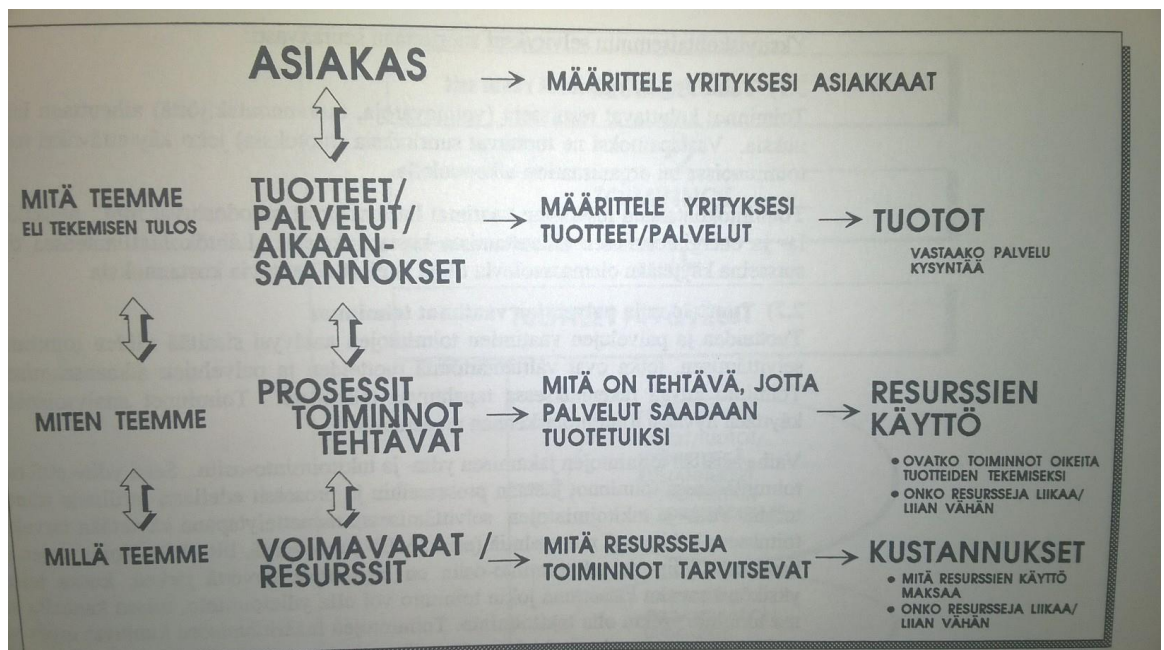 ASIAKAS
MÄÄRITTELE YRITYKSESI ASIAKKAAT
MITÄ TEEMME
ELI TEKEMISEN TULOS
TUOTTEET/
PALVELUT/
AIKAAN-
SAANNOKSET
MÄÄRITTELE YRITYKSESI
TUOTTEET/PALVELUT
TUOTOT
VASTAAKO PALVELU
KYSYNTÄÄ
MITEN TEEMME
PROSESSIT
TOIMINNOT
TEHTÄVÄT
MITÄ ON TEHTÄVÄ, JOTTA
PALVELUT SAADAAN
TUOTETUIKSI
RESURSSIEN
KÄYTTÖ
• OVATKO TOIMINNOT OIKEITA
TUOTTEIDEN TEKEMISEKSI
• ONKO RESURSSEJA LIIKAA/
LIIAN VÄHÄN
MILLÄ TEEMME
VOIMAVARAT /
RESURSSIT
MITÄ RESURSSEJA
TOIMINNOT TARVITSEVAT
KUSTANNUKSET
• MITÄ RESURSSIEN KÄYTTÖ
MAKSAA
• ONKO RESURSSEJA LIIKAA/
LIIAN VÄHÄN